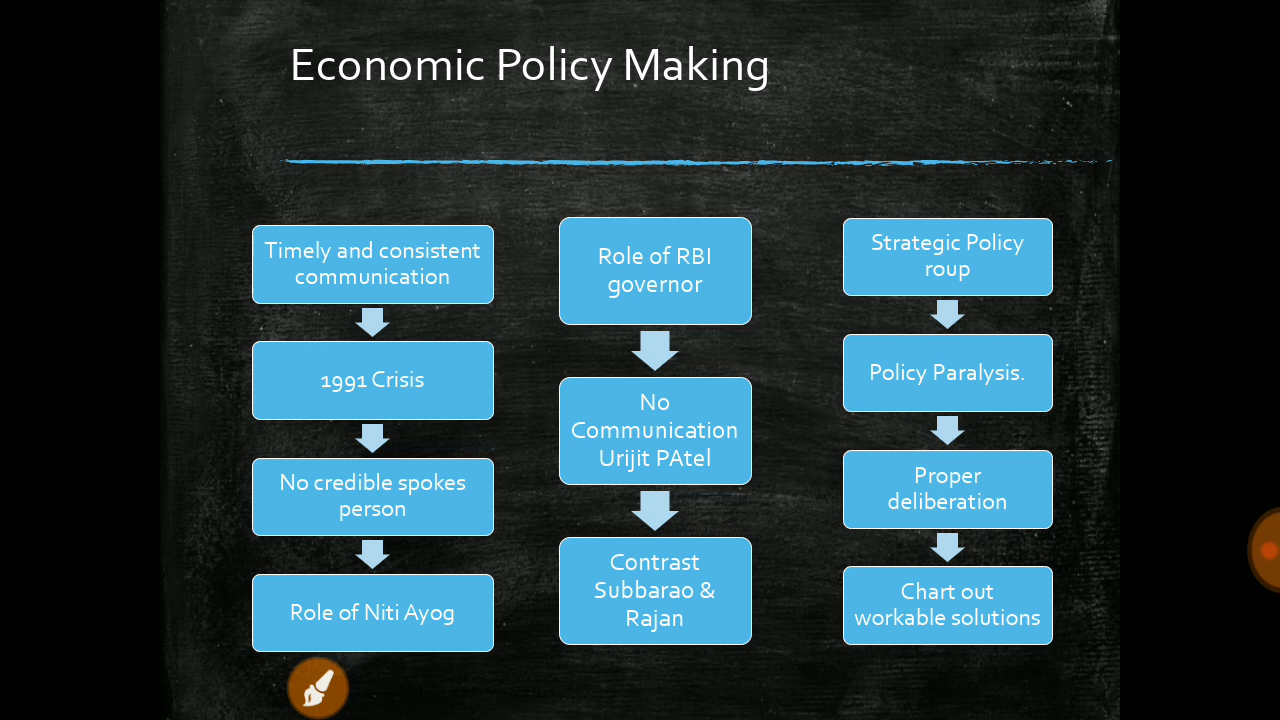 Economic Policy Making
Timely and consistent
communication
1991 Crisis
No credible spokes
person
Role of Niti Ayog
Role of RBI
governor
No
Communication
Urijit PAtel
Contrast
Subbarao &
Rajan
Strategic Policy
roup
Policy Paralysis.
Proper
deliberation
Chart out
workable solutions